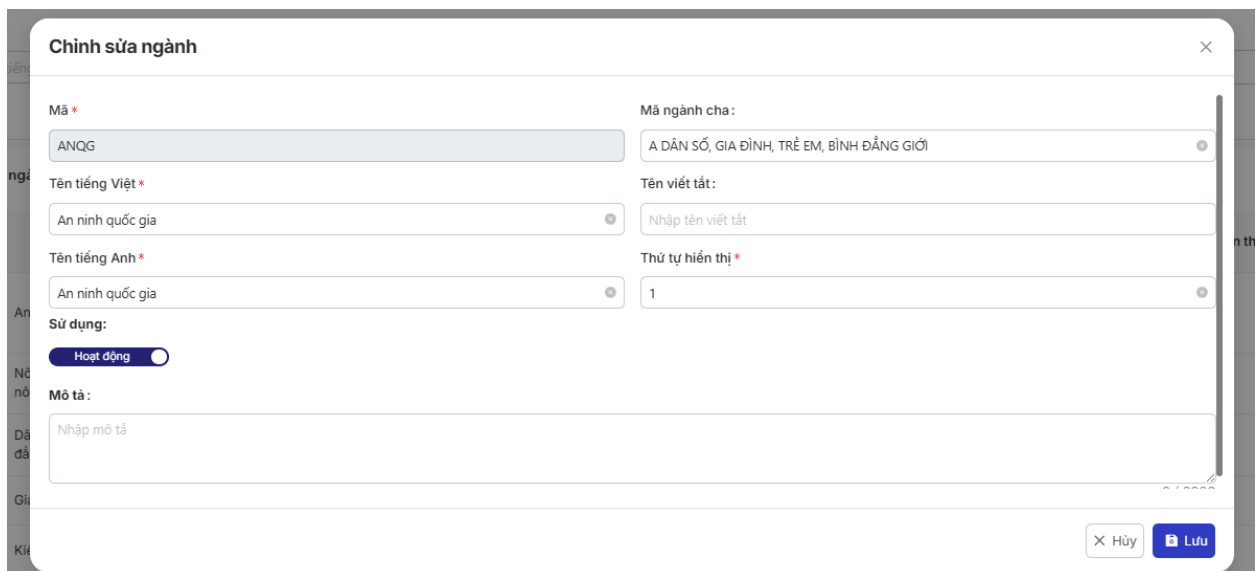 Chỉnh sửa ngành
Mã *
Mã ngành cha :
ANQG
A DÂN SỐ, GIA ĐÌNH, TRẺ EM, BÌNH ĐẲNG GIỚI
Tên tiếng Việt *
Tên viết tắt :
An ninh quốc gia
Nhập tên viết tắt
Tên tiếng Anh *
Thứ tự hiển thị *
An ninh quốc gia
1
Sử dụng:
Hoạt động
Mô tả :
Nhập mô tả
Hủy
Lưu